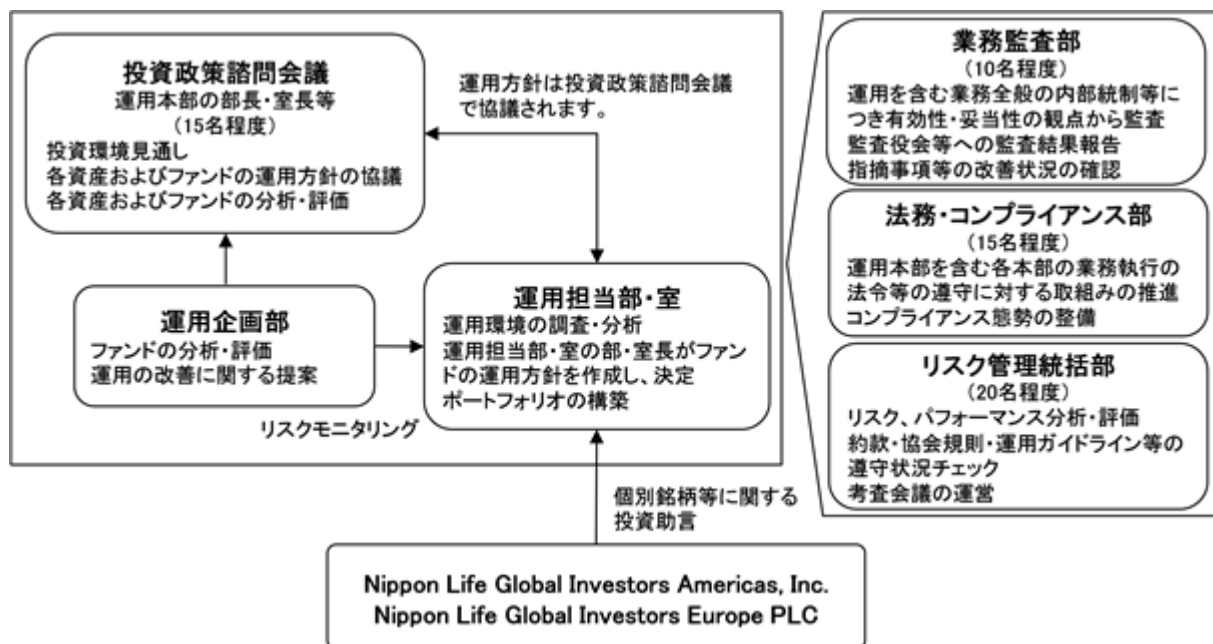 投資政策諮問会議
運用本部の部長・室長等
（15名程度）
投資環境見通し
各資産およびファンドの運用方針の協議
各資産およびファンドの分析・評価
運用方針は投資政策諮問会議
で協議されます。
運用企画部
ファンドの分析・評価
運用の改善に関する提案
運用担当部・室
運用環境の調査・分析
運用担当部・室の部・室長がファン
ドの運用方針を作成し、決定
ポートフォリオの構築
リスクモニタリング
個別銘柄等に関する
投資助言
Nippon Life Global Investors Americas, Inc.
Nippon Life Global Investors Europe PLC
業務監査部
（10名程度）
運用を含む業務全般の内部統制等に
つき有効性・妥当性の観点から監査
監査役会等への監査結果報告
指摘事項等の改善状況の確認
法務・コンプライアンス部
（15名程度）
運用本部を含む各本部の業務執行の
法令等の遵守に対する取組みの推進
コンプライアンス態勢の整備
リスク管理統括部
（20名程度）
リスク、パフォーマンス分析・評価
約款・協会規則・運用ガイドライン等の
遵守状況チェック
考査会議の運営